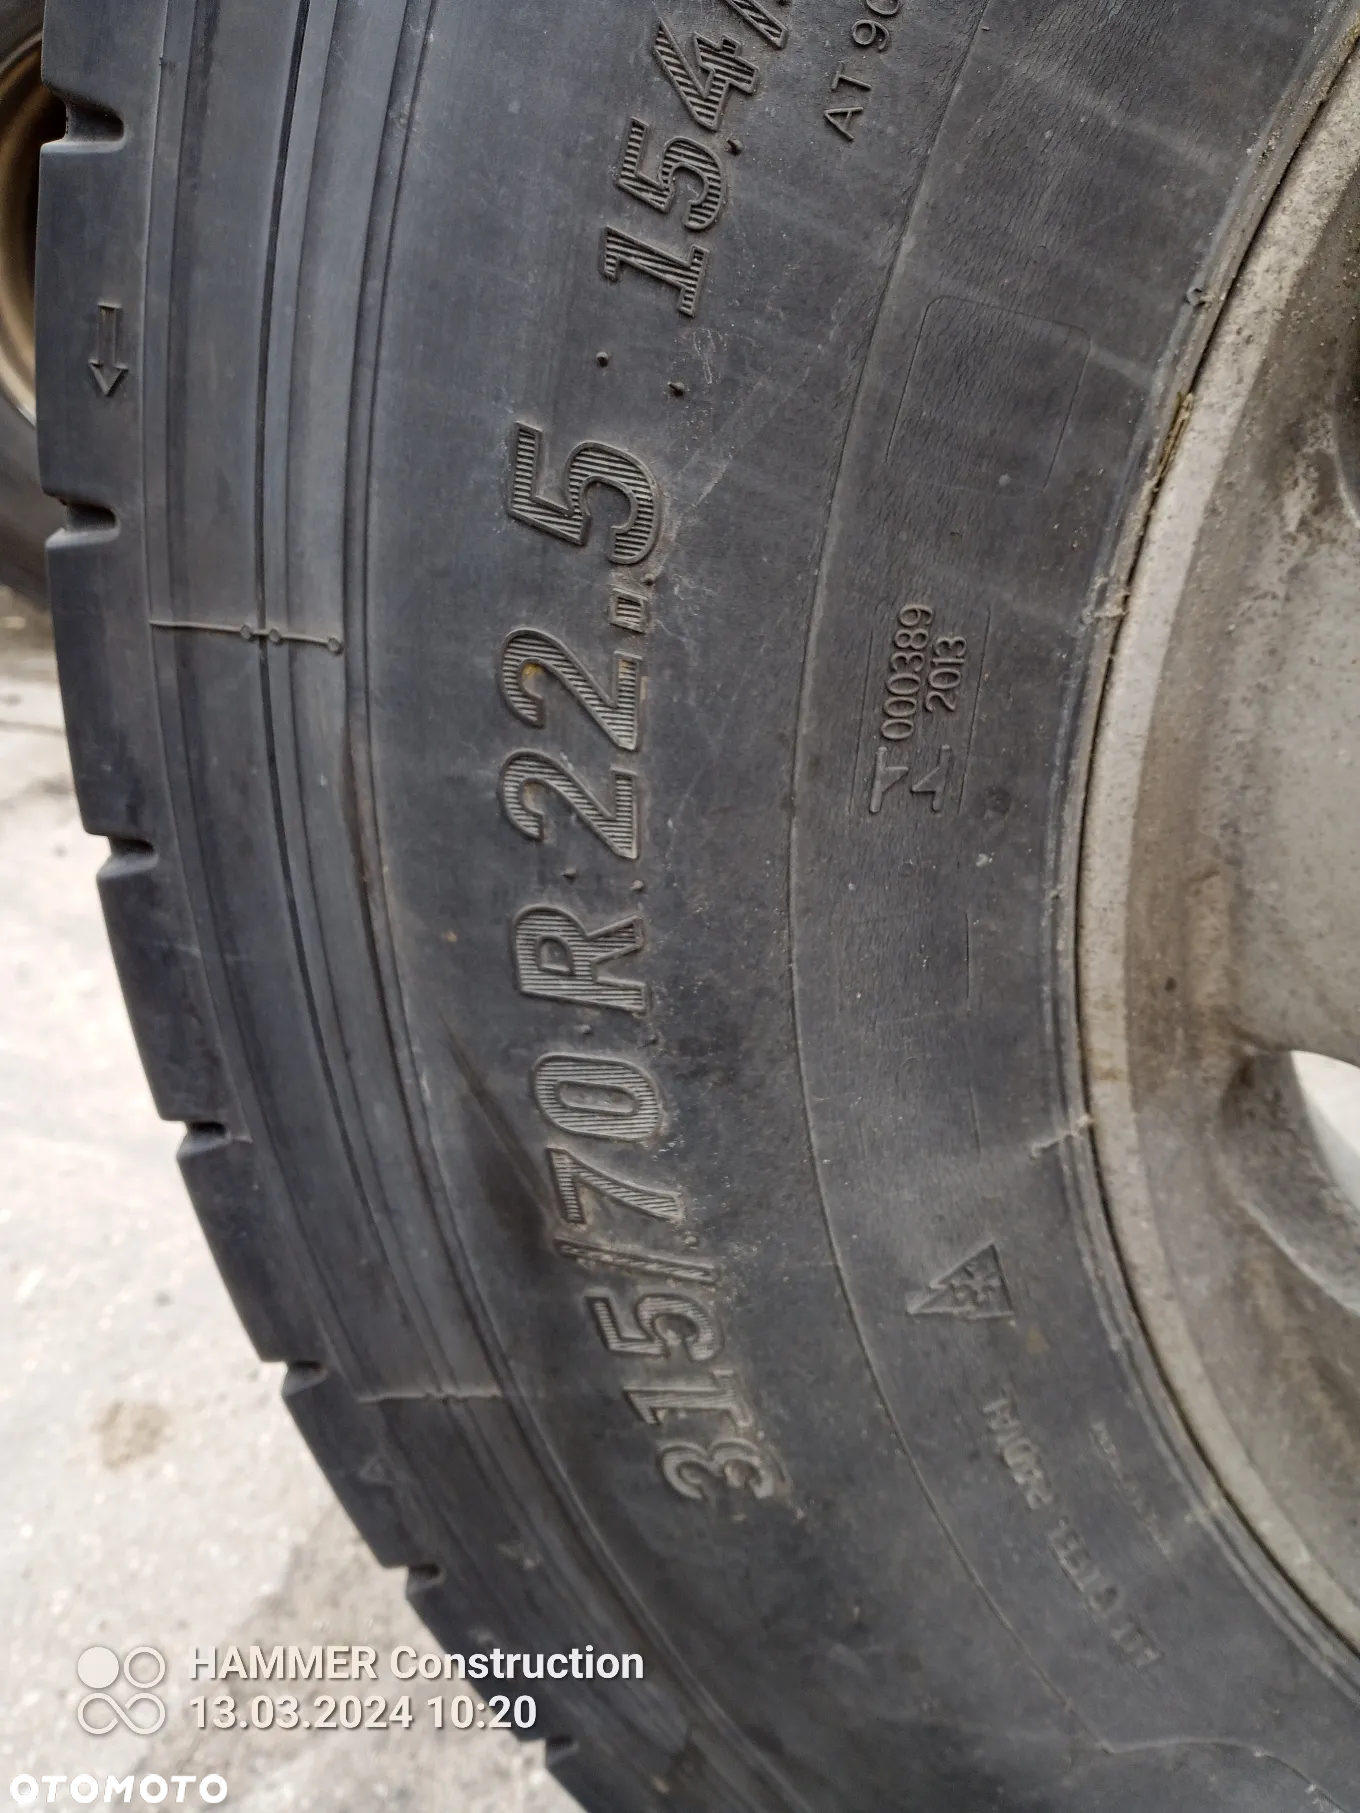 315/70 R 22.5 154/
AT 90
000389
2013
HAMMER Construction
13.03.2024 10:20
OTOMOTO